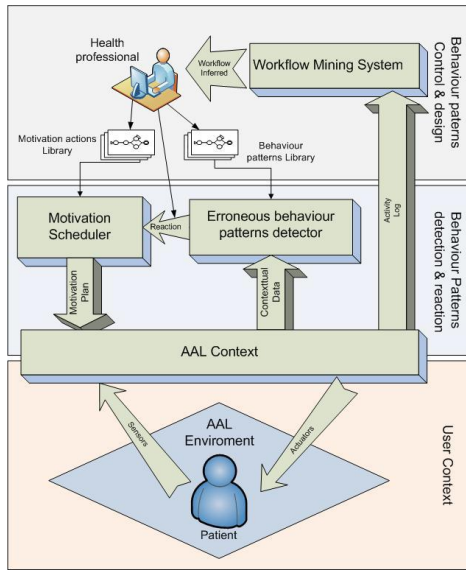 Health
professional
Workflow
Inferred
Workflow Mining System
Behaviour paterns
Control & design
Motivation actions
Library
Behaviour
patterns Library
Motivation
Scheduler
Reaction
Erroneous behaviour
patterns detector
Activity
Log
Behaviour Patterns
detection & reaction
Motivation
Plan
Contexttual
Data
AAL Context
Sensors
Actuators
AAL
Enviroment
Patient
User Context